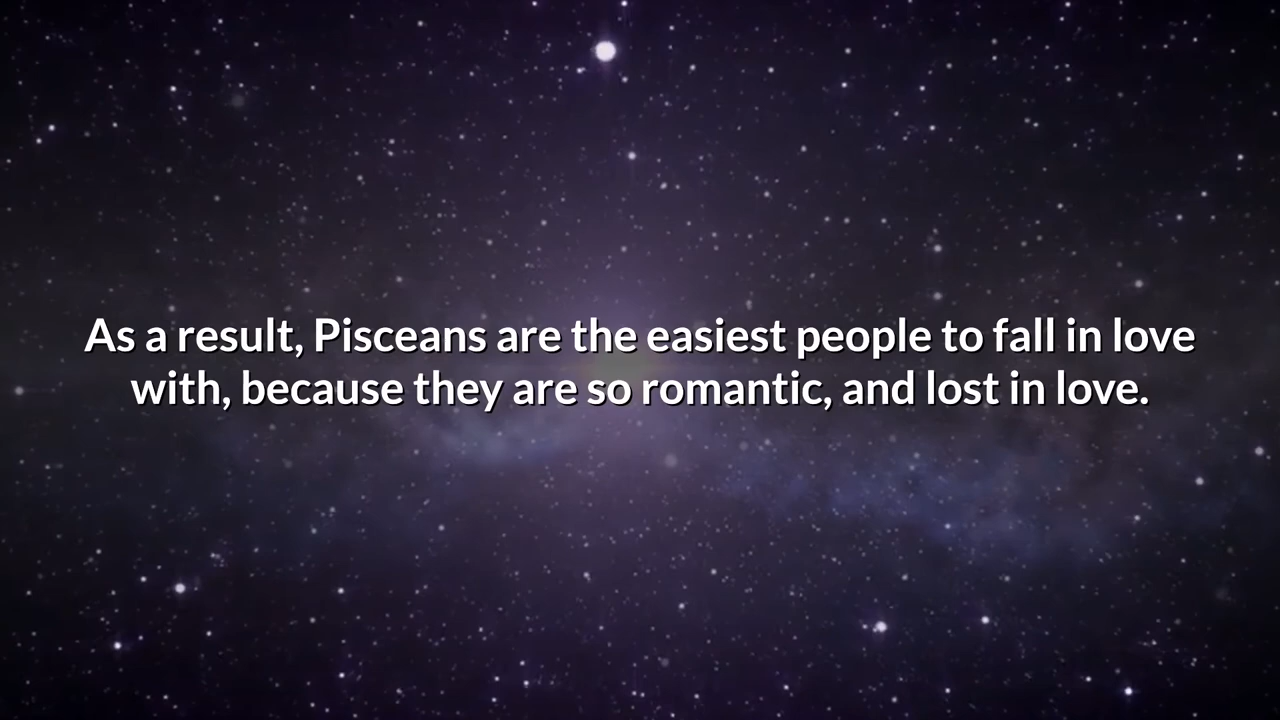 As a result, Pisceans are the easiest people to fall in love
with, because they are so romantic, and lost in love.